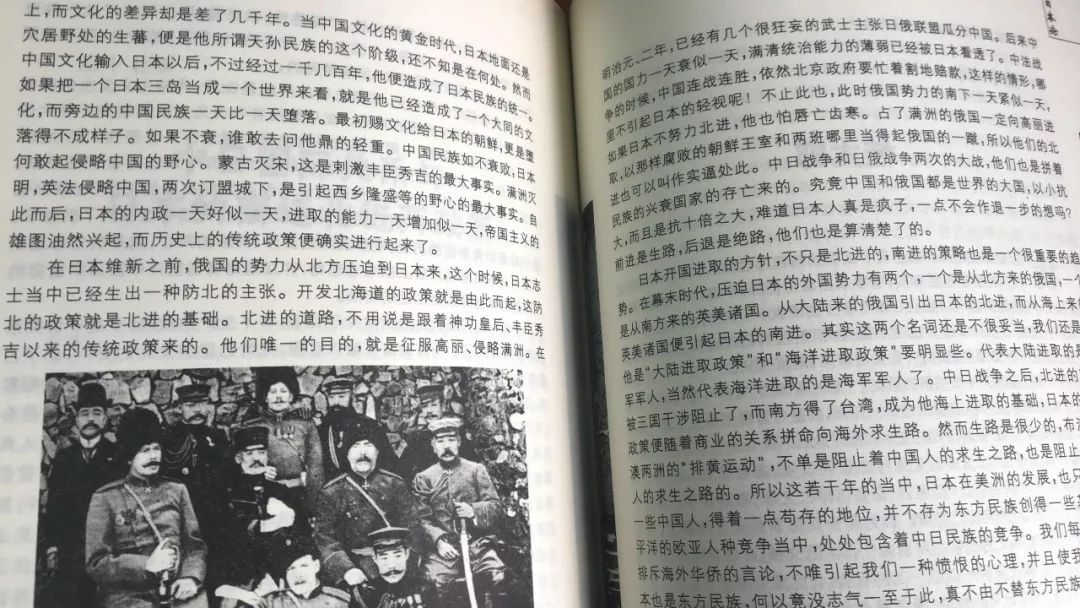 上,而文化的差异却是差了几千年。当中国文化的黄金时代,日本地面还是
穴居野处的生蕃,便是他所谓天孙民族的这个阶级,还不知是在何处。然而
中国文化输入日本以后,不过经过一千几百年,他便造成了日本民族的统一。
如果把一个日本三岛当成一个世界来看,就是他已经造成了一个大同的文
化,而旁边的中国民族一天比一天堕落。最初赐文化给日本的朝鲜,更是堕
落得不成样子。如果不衰,谁敢去问他鼎的轻重。中国民族如不衰败,日本
何敢起侵略中国的野心。蒙古灭宋,这是刺激丰臣秀吉的最大事实。满洲灭
明,英法侵略中国,两次订盟城下,是引起西乡隆盛等的野心的最大事实。自
此而后,日本的内政一天好似一天,进取的能力一天增加似一天,帝国主义的
雄图油然兴起,而历史上的传统政策便确实进行起来了。
在日本维新之前,俄国的势力从北方压迫到日本来,这个时候,日本志
士当中已经生出一种防北的主张。开发北海道的政策就是由此而起,这防
北的政策就是北进的基础。北进的道路,不用说是跟着神功皇后、丰臣秀
吉以来的传统政策来的。他们唯一的目的,就是征服高丽、侵略满洲。在
日本论
明治元、二年,已经有几个很狂妄的武士主张日俄联盟瓜分中国。后来中
国的国力一天衰似一天,满清统治能力的薄弱已经被日本看透了。中法战
争的时候,中国连战连胜,依然北京政府要忙着割地赔款,这样的情形,哪
里不引起日本的轻视呢!不止此也,此时俄国势力的南下一天紧似一天,
如果日本不努力北进,他也怕唇亡齿寒。占了满洲的俄国一定向高丽进
取,以那样腐败的朝鲜王室和两班哪里当得起俄国的一蹴,所以他们的北
进也可以叫作实逼处此。中日战争和日俄战争两次的大战,他们也是拼着
民族的兴衰国家的存亡来的。究竟中国和俄国都是世界的大国,以小抗
大,而且是抗十倍之大,难道日本人真是疯子,一点不会作退一步的想吗?
前进是生路,后退是绝路,他们也是算清楚了的。
日本开国进取的方针,不只是北进的,南进的策略也是一个很重要的趋
势。在幕末时代,压迫日本的外国势力有两个,一个是从北方来的俄国,一个
是从南方来的英美诸国。从大陆来的俄国引出日本的北进,而从海上来的
英美诸国便引起日本的南进。其实这两个名词还是不很妥当,我们还是
他是"大陆进取政策"和"海洋进取政策"要明显些。代表大陆进取的是
军军人,当然代表海洋进取的是海军军人了。中日战争之后,北进的
被三国干涉阻止了,而南方得了台湾,成为他海上进取的基础,日本的
政策便随着商业的关系拼命向海外求生路。然而生路是很少的,
澳两洲的"排黄运动",不单是阻止着中国人的求生之路,也是阻止
人的求生之路的。所以这若干年的当中,日本在美洲的发展,也只
一些中国人,得着一点苟存的地位,并不存为东方民族创得一些
平洋的欧亚人种竞争当中,处处包含着中日民族的竞争。我们每
排斥海外华侨的言论,不唯引起我们一种愤恨的心理,并且使我
本也是东方民族,何以竟没志气一至于此,真不由不替东方民族